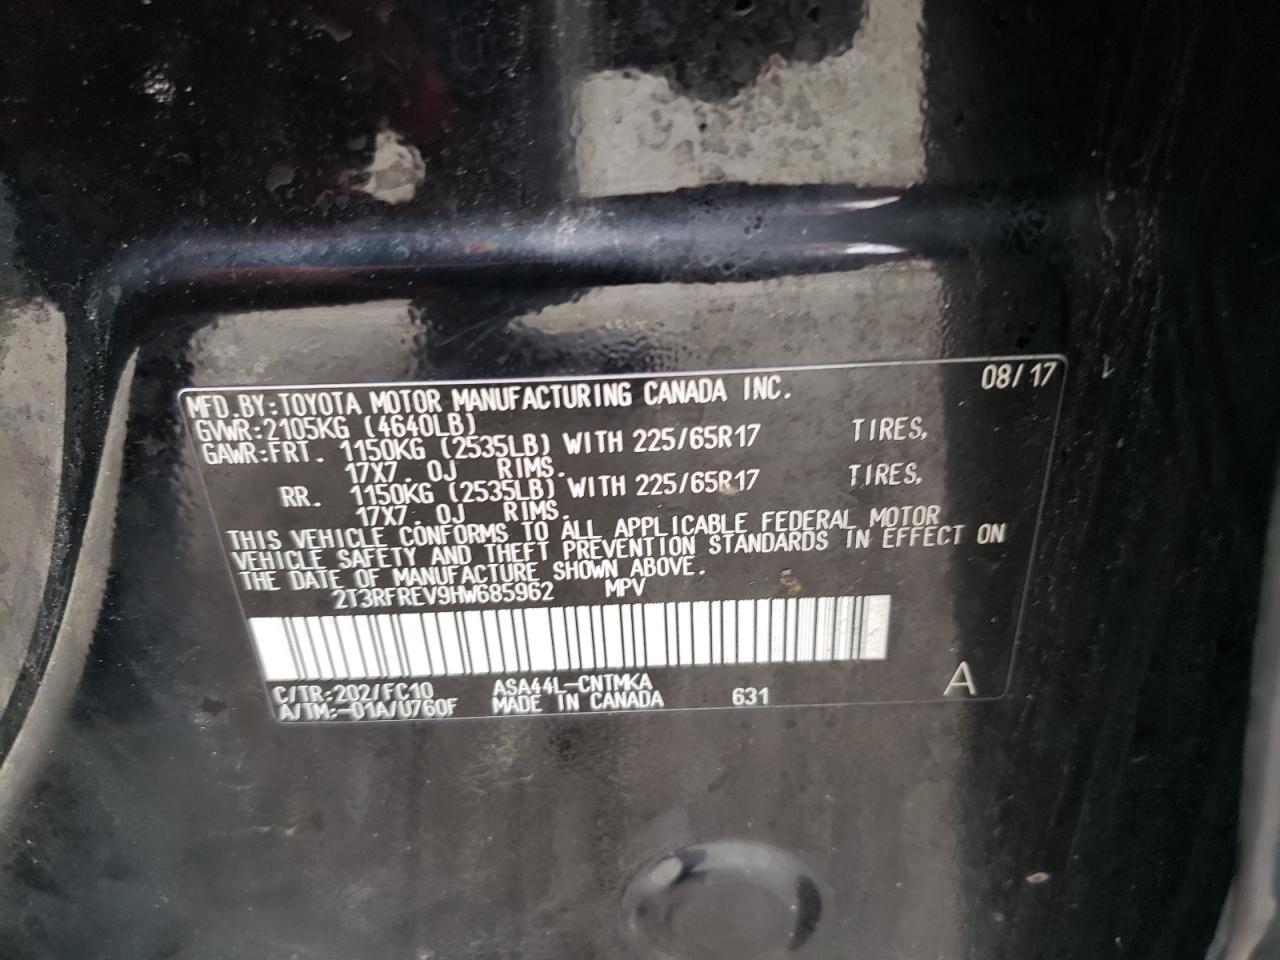 MFD.BY:TOYOTA MOTOR MANUFACTURING CANADA INC. 08/17
GVWR:2105KG (4640LB)
GAWR:FRT. 1150KG (2535LB) WITH 225/65R17 TIRES,
17X7.0J RIMS.
RR. 1150KG (2535LB) WITH 225/65R17 TIRES,
17X7.0J RIMS.
THIS VEHICLE CONFORMS TO ALL APPLICABLE FEDERAL MOTOR
VEHICLE SAFETY AND THEFT PREVENTION STANDARDS IN EFFECT ON
THE DATE OF MANUFACTURE SHOWN ABOVE.
2T3RFREV9HW685962 MPV
C/TR:202/FC10 ASA44L-CNTMKA
A/TM:-01A/U760F MADE IN CANADA 631 A